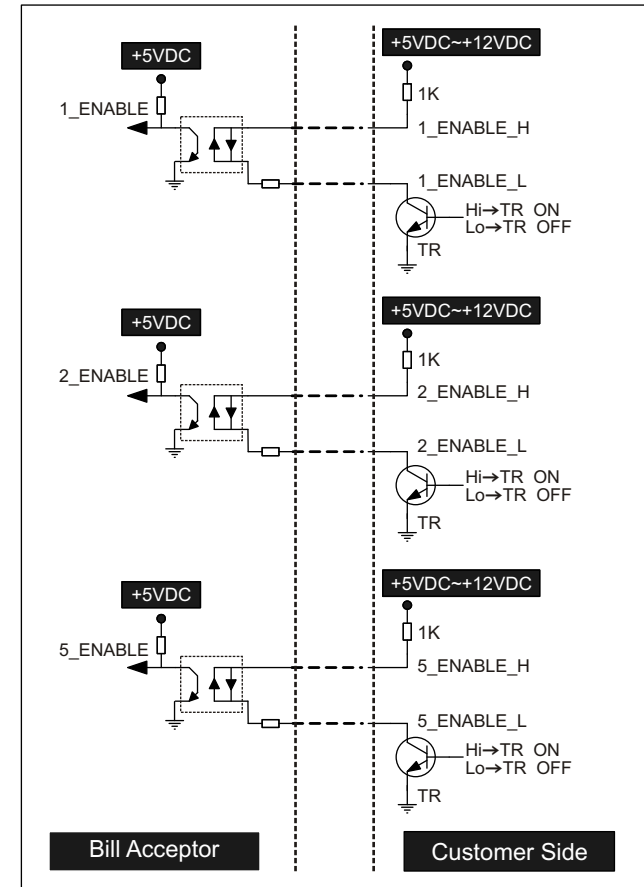 +5VDC
+5VDC~+12VDC
1_ENABLE
1K
1_ENABLE_H
1_ENABLE_L
Hi→TR ON
Lo→TR OFF
TR
+5VDC
+5VDC~+12VDC
2_ENABLE
1K
2_ENABLE_H
2_ENABLE_L
Hi→TR ON
Lo→TR OFF
TR
+5VDC
+5VDC~+12VDC
5_ENABLE
1K
5_ENABLE_H
5_ENABLE_L
Hi→TR ON
Lo→TR OFF
TR
Bill Acceptor
Customer Side